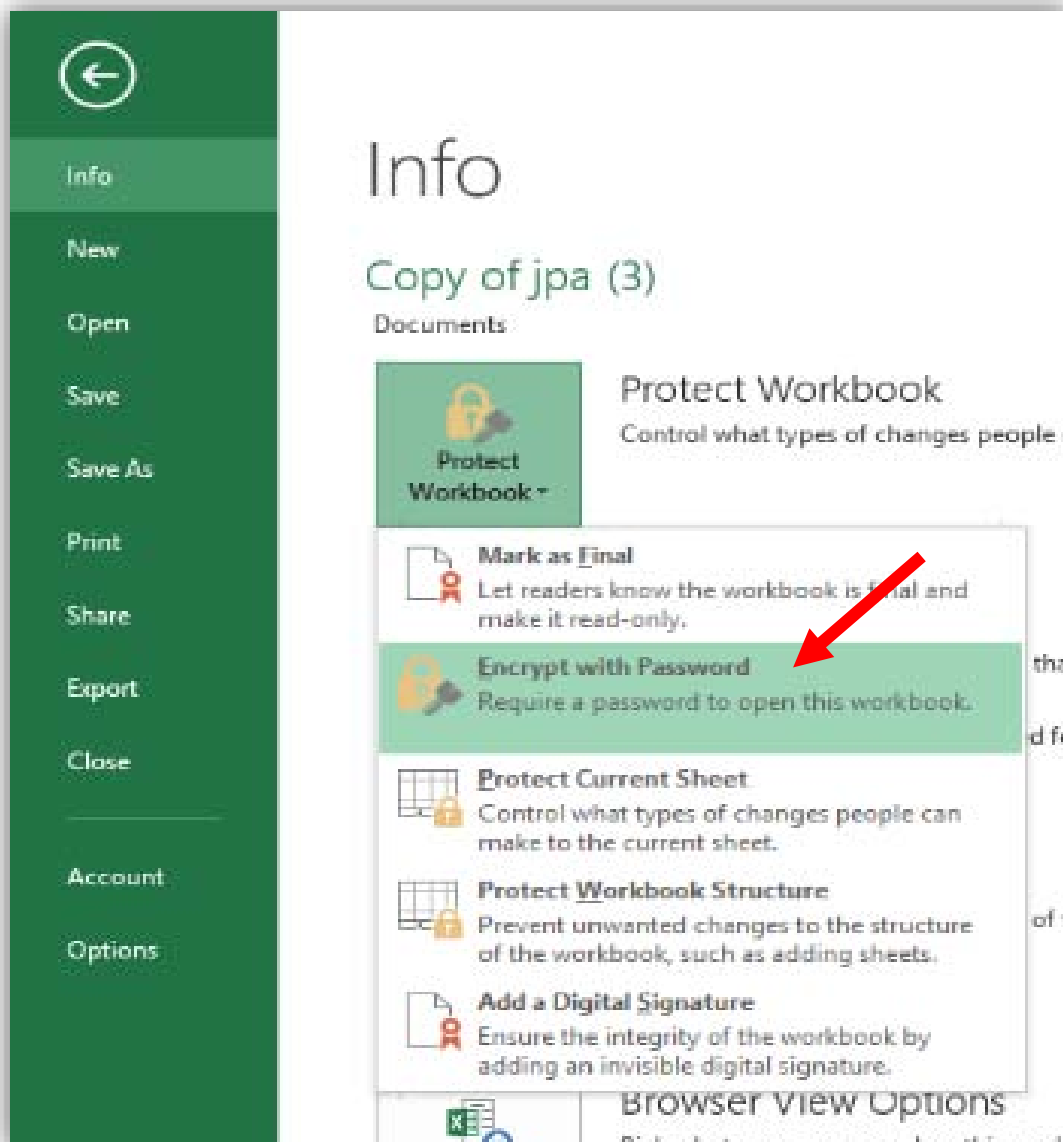 Info
New
Open
Save
Save As
Print
Share
Export
Close
Account
Options
Info
Copy of jpa (3)
Documents
Protect
Workbook
Protect Workbook
Control what types of changes people
Mark as Final
Let readers know the workbook is final and
make it read-only.
Encrypt with Password
Require a password to open this workbook.
Protect Current Sheet
Control what types of changes people can
make to the current sheet.
Protect Workbook Structure
Prevent unwanted changes to the structure
of the workbook, such as adding sheets.
Add a Digital Signature
Ensure the integrity of the workbook by
adding an invisible digital signature.
tha
d fo
of
Browser View Options